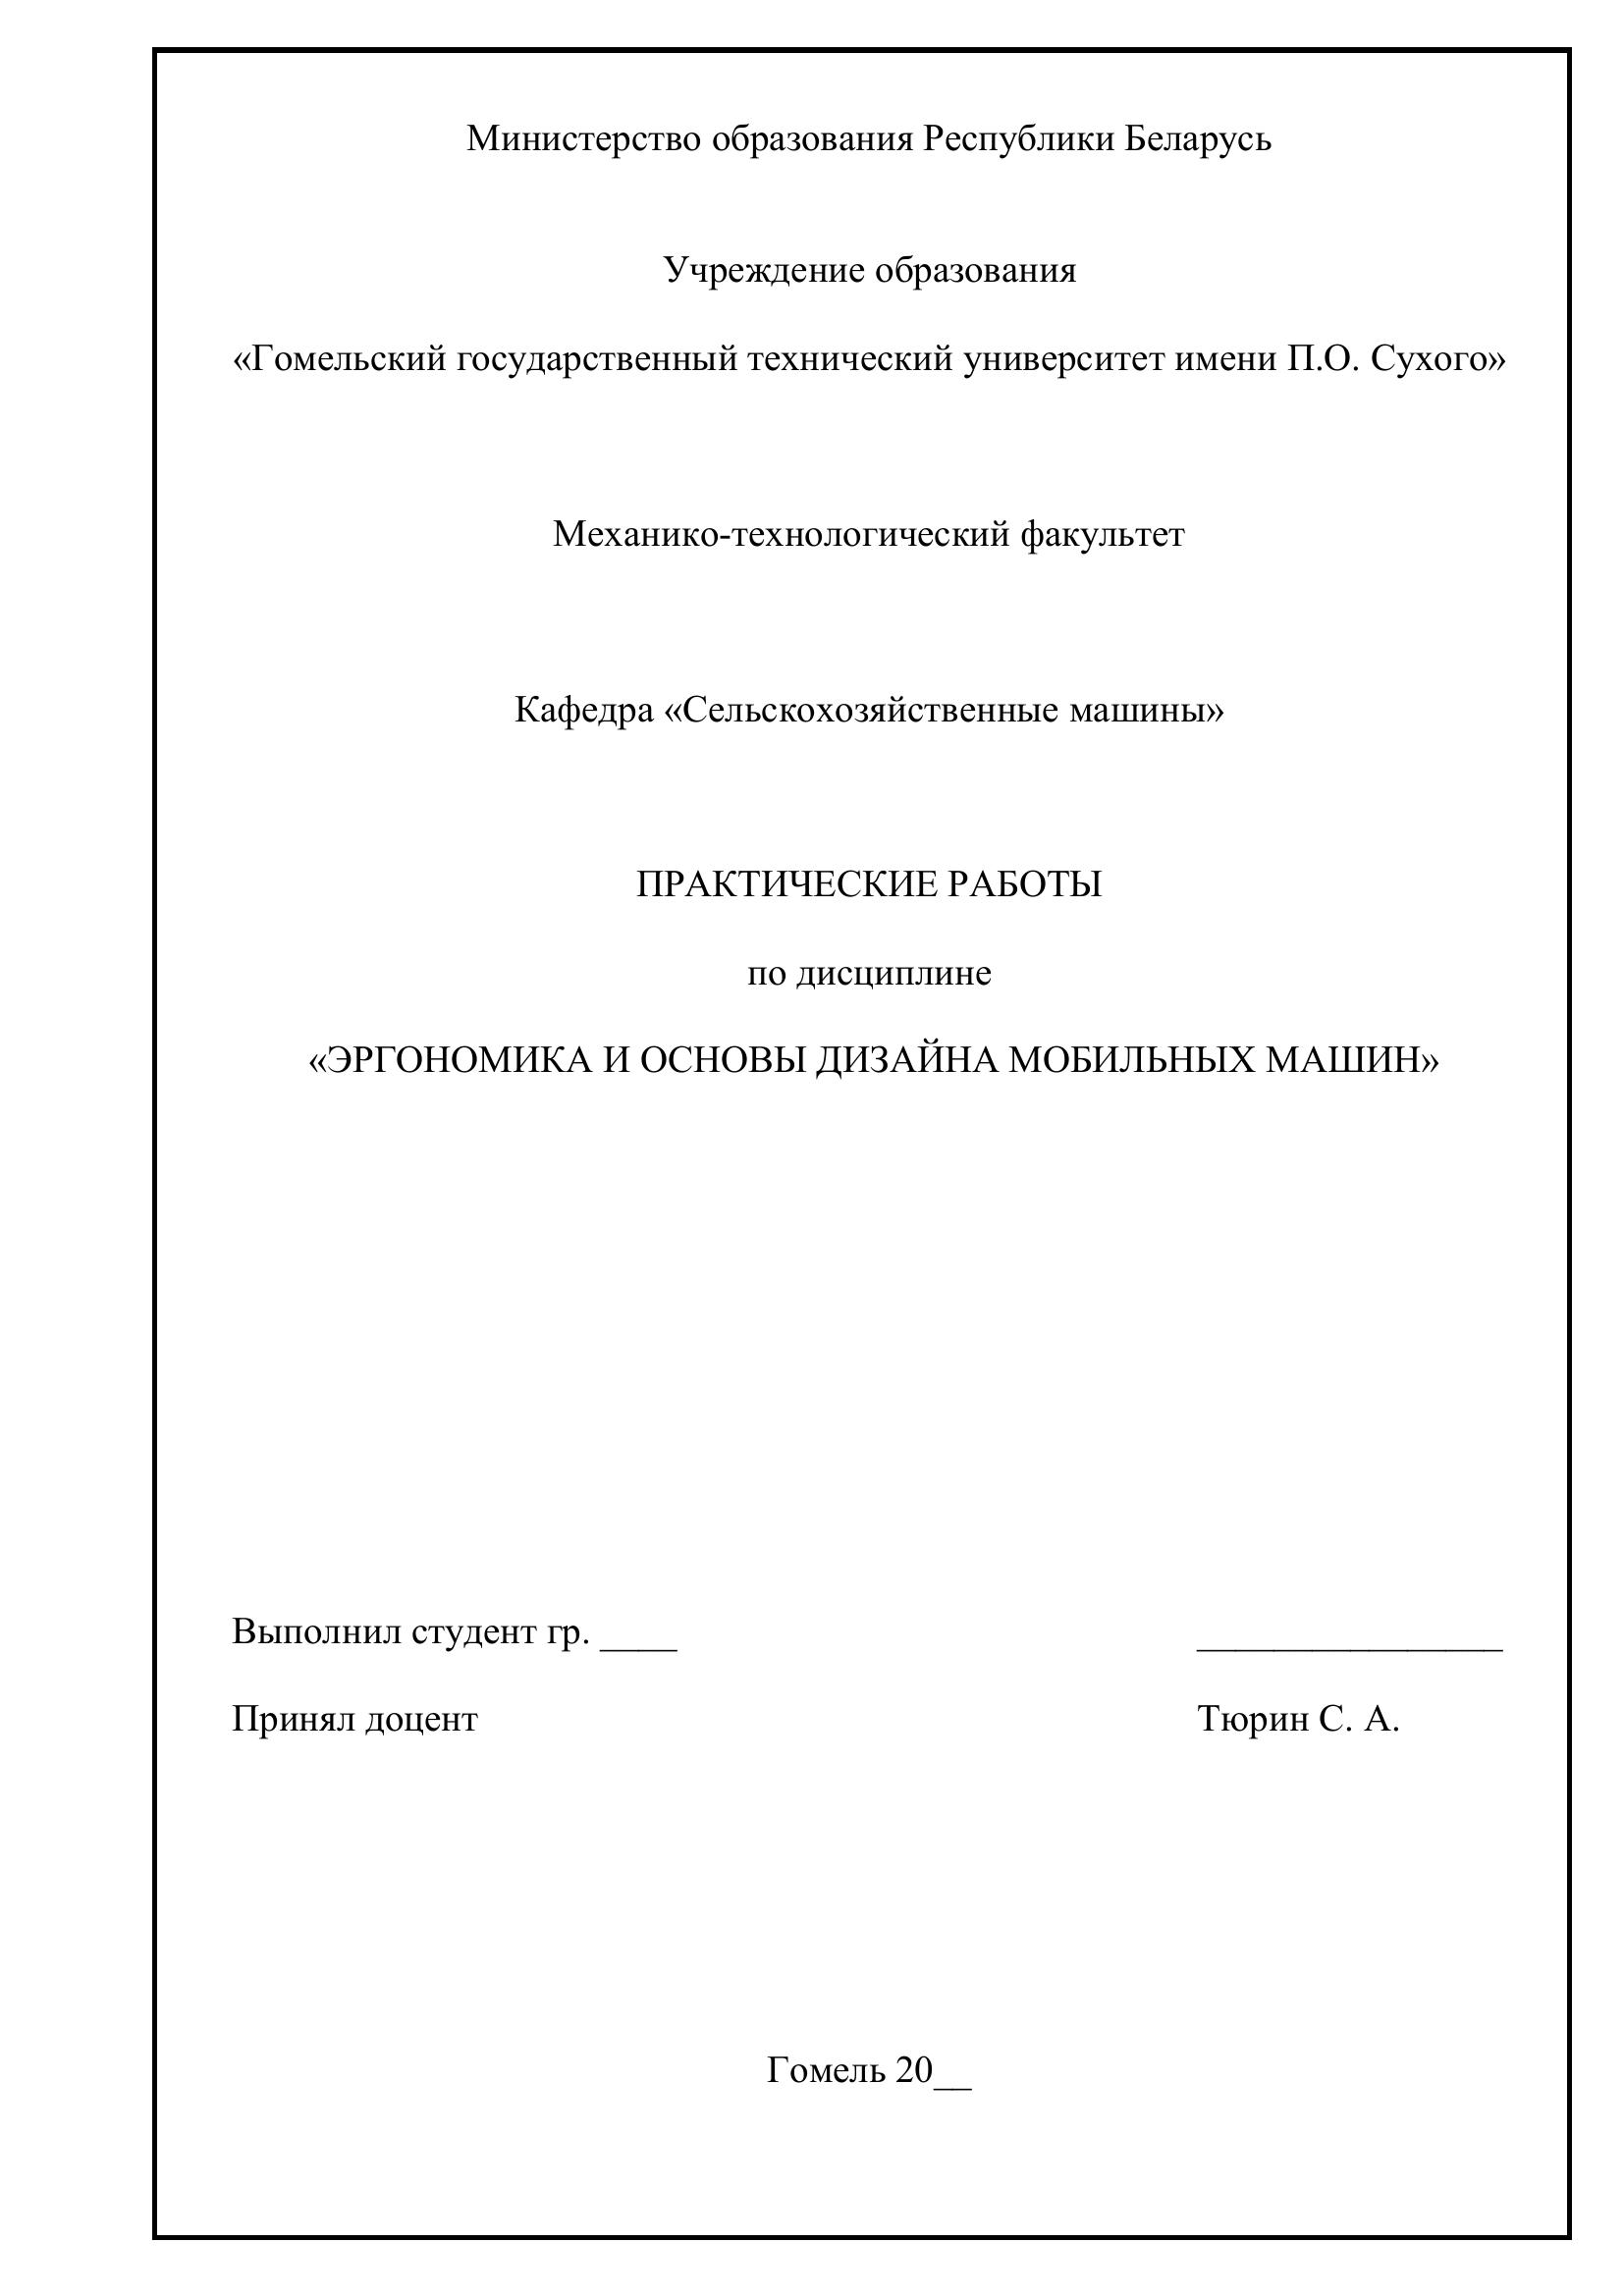 Министерство образования Республики Беларусь
Учреждение образования
«Гомельский государственный технический университет имени П.О. Сухого»
Механико-технологический факультет
Кафедра «Сельскохозяйственные машины»
ПРАКТИЧЕСКИЕ РАБОТЫ
по дисциплине
«ЭРГОНОМИКА И ОСНОВЫ ДИЗАЙНА МОБИЛЬНЫХ МАШИН»
Выполнил студент гр. ____ ________________
Принял доцент Тюрин С. А.
Гомель 20__